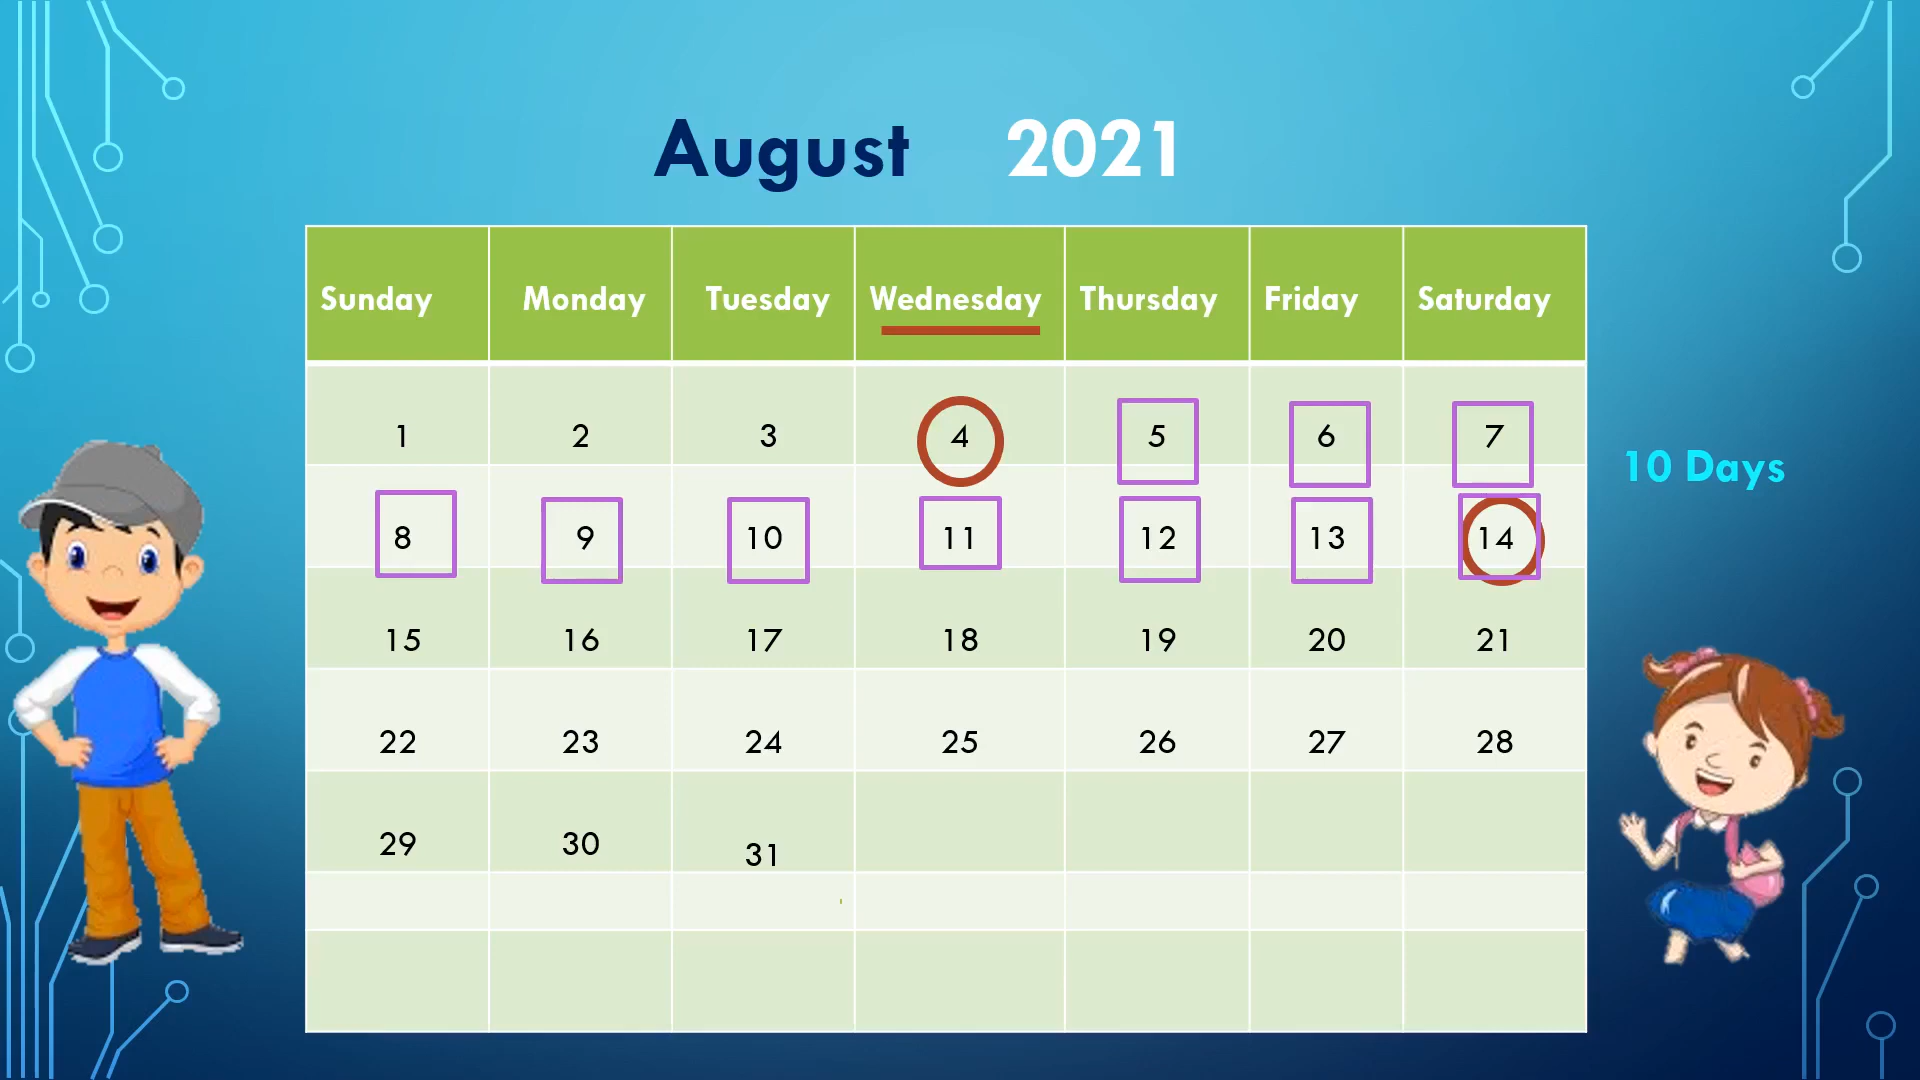 August 2021
Sunday Monday Tuesday Wednesday Thursday Friday Saturday
1 2 3 4 5 6 7
10 Days
8 9 10 11 12 13 14
15 16 17 18 19 20 21
22 23 24 25 26 27 28
29 30 31